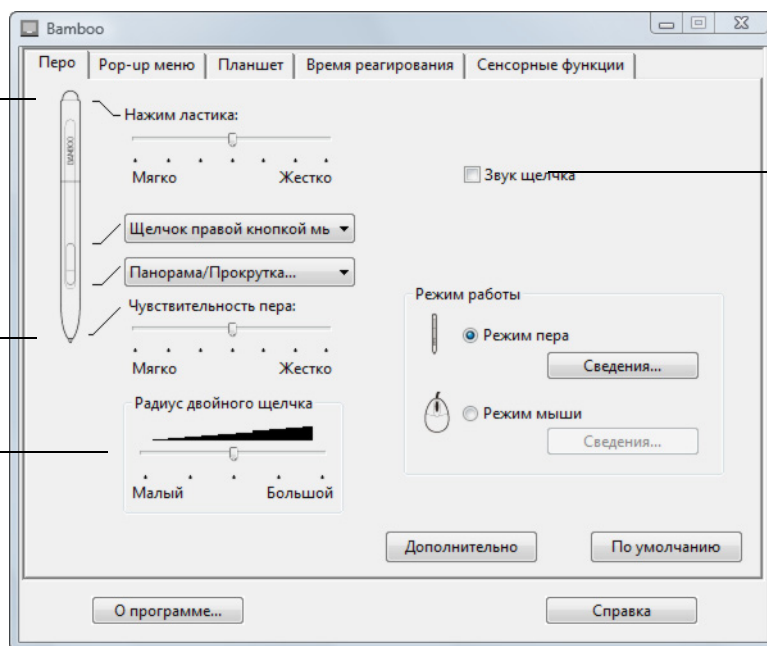 Bamboo
Перо Pop-up меню Планшет Время реагирования Сенсорные функции
Нажим ластика:
BAMBOO
Мягко Жестко
Звук щелчка
Щелчок правой кнопкой мь
Панорама/Прокрутка...
Чувствительность пера:
Мягко Жестко
Режим работы
Режим пера
Сведения...
Режим мыши
Сведения...
Радиус двойного щелчка
Малый Большой
Дополнительно По умолчанию
О программе... Справка